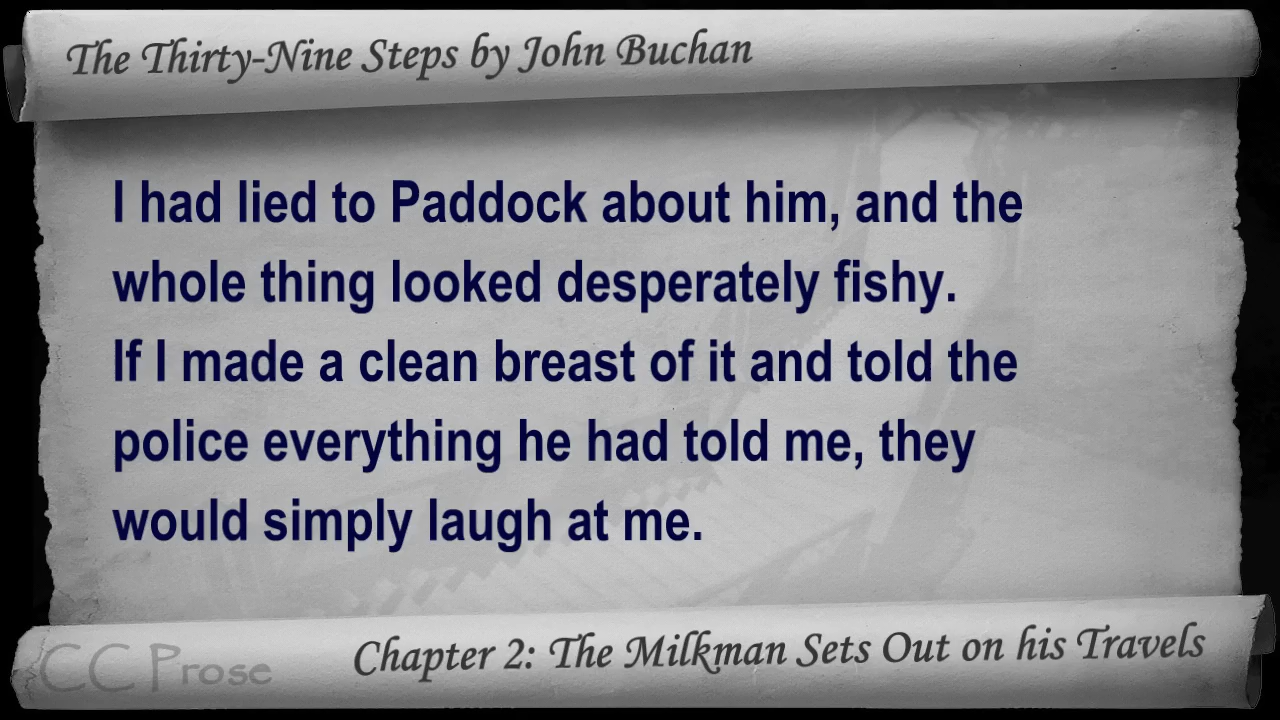 The Thirty-Nine Steps by John Buchan
I had lied to Paddock about him, and the
whole thing looked desperately fishy.
If I made a clean breast of it and told the
police everything he had told me, they
would simply laugh at me.
CC Prose
Chapter 2: The Milkman Sets Out on his Travels